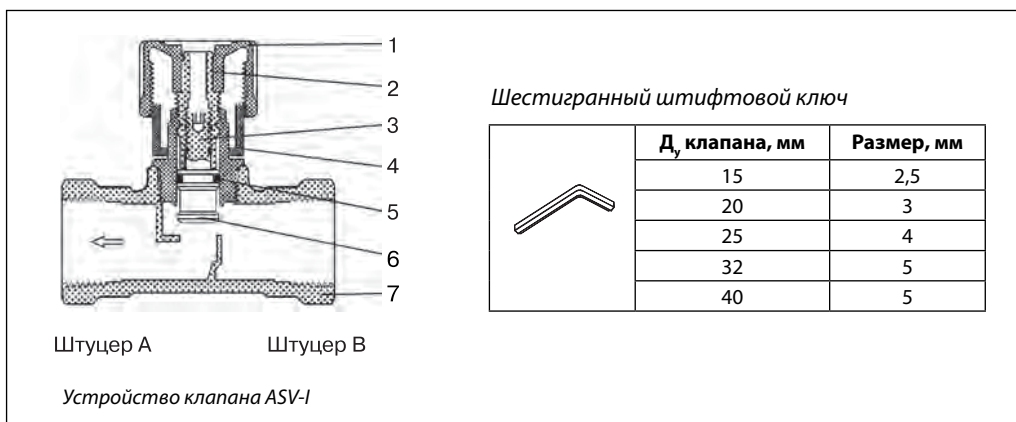 1
2
3
4
5
6
7
Штуцер А
Штуцер В
Устройство клапана ASV-I
Шестигранный штифтовой ключ
Ду клапана, мм
Размер, мм
15
2,5
20
3
25
4
32
5
40
5